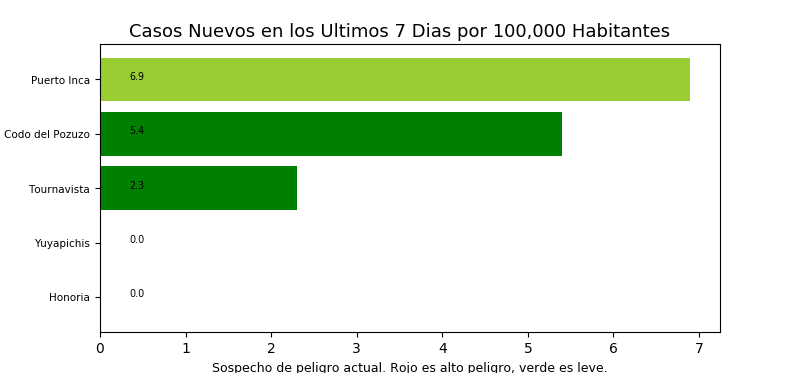 Casos Nuevos en los Ultimos 7 Dias por 100,000 Habitantes
Puerto Inca 6.9
Codo del Pozuzo 5.4
Tournavista 2.3
Yuyapichis 0.0
Honoria 0.0
0 1 2 3 4 5 6 7
Sospecho de peligro actual. Rojo es alto peligro, verde es leve.